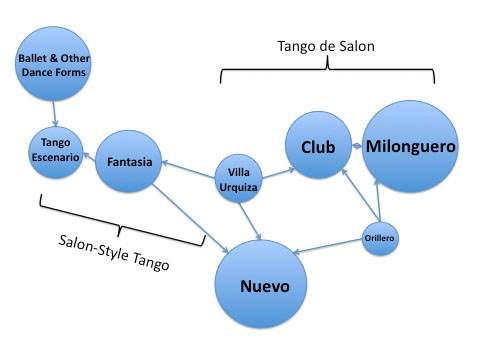 Tango de Salon
Ballet & Other
Dance Forms
Tango
Escenario
Fantasia
Villa
Urquiza
Club
Milonguero
Salon-Style Tango
Orillero
Nuevo